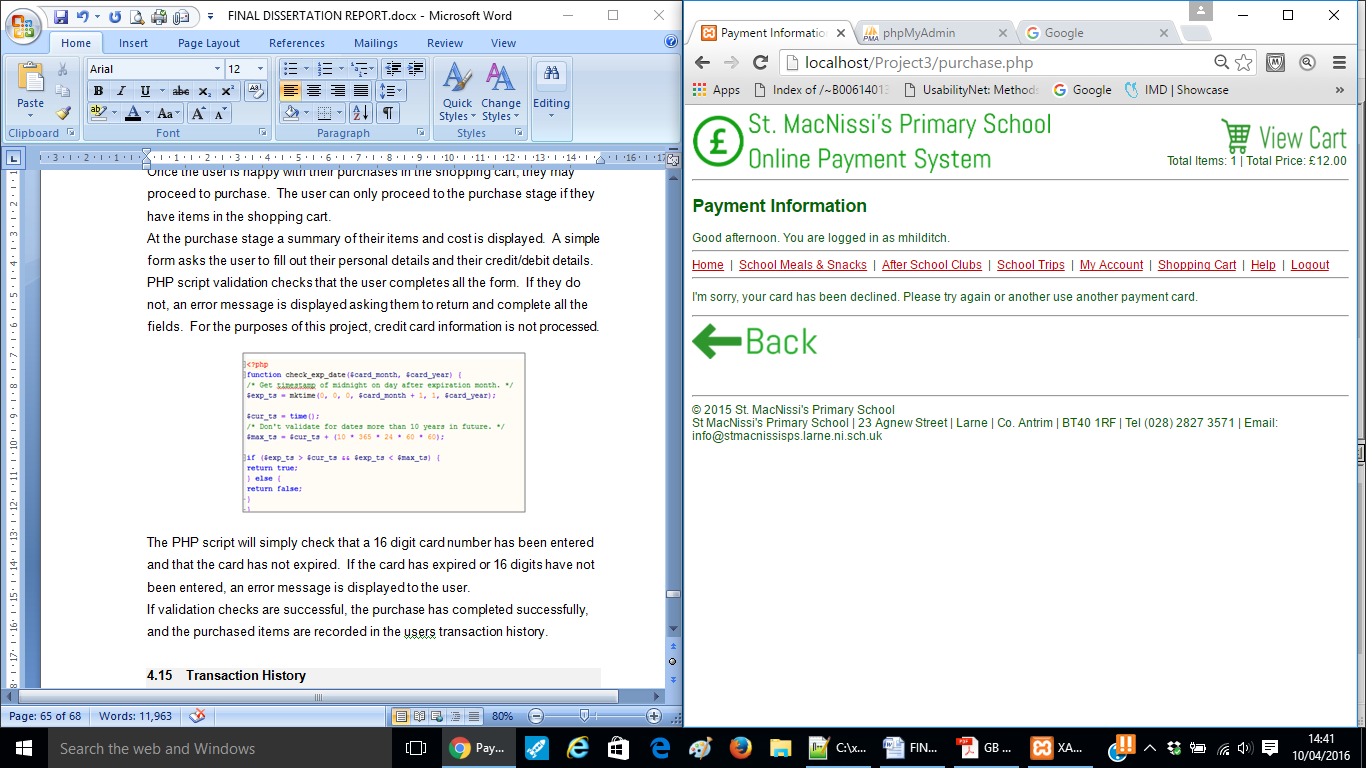 FINAL DISSERTATION REPORT.docx - Microsoft Word
Home Insert Page Layout References Mailings Review View
Paste
Arial 12
Quick Styles
Change Styles
Editing
Clipboard Font Paragraph Styles
Once the user is happy with their purchases in the shopping cart, they may
proceed to purchase. The user can only proceed to the purchase stage if they
have items in the shopping cart.
At the purchase stage a summary of their items and cost is displayed. A simple
form asks the user to fill out their personal details and their credit/debit details.
PHP script validation checks that the user completes all the form. If they do
not, an error message is displayed asking them to return and complete all the
fields. For the purposes of this project, credit card information is not processed.
<?php
function check_exp_date($card_month, $card_year) {
/* Get timestamp of midnight on day after expiration month. */
$exp_ts = mktime(0, 0, 0, $card_month + 1, 1, $card_year);
$cur_ts = time();
/* Don't validate for dates more than 10 years in future. */
$max_ts = $cur_ts + (10 * 365 * 24 * 60 * 60);
if ($exp_ts > $cur_ts && $exp_ts < $max_ts) {
return true;
} else {
return false;
}
}
The PHP script will simply check that a 16 digit card number has been entered
and that the card has not expired. If the card has expired or 16 digits have not
been entered, an error message is displayed to the user.
If validation checks are successful, the purchase has completed successfully,
and the purchased items are recorded in the users transaction history.
4.15 Transaction History
Page: 65 of 68 Words: 11,963 80%
Payment Information phpMyAdmin Google
localhost/Project3/purchase.php
Apps Index of /~B00614013 UsabilityNet: Methods Google IMD | Showcase »
£ St. MacNissi's Primary School
Online Payment System
View Cart
Total Items: 1 | Total Price: £12.00
Payment Information
Good afternoon. You are logged in as mhilditch.
Home | School Meals & Snacks | After School Clubs | School Trips | My Account | Shopping Cart | Help | Logout
I'm sorry, your card has been declined. Please try again or another use another payment card.
Back
© 2015 St. MacNissi's Primary School
St MacNissi's Primary School | 23 Agnew Street | Larne | Co. Antrim | BT40 1RF | Tel (028) 2827 3571 | Email:
info@stmacnissisps.larne.ni.sch.uk
Search the web and Windows Pay... C:\x... FIN... GB ... XA... 14:41
10/04/2016